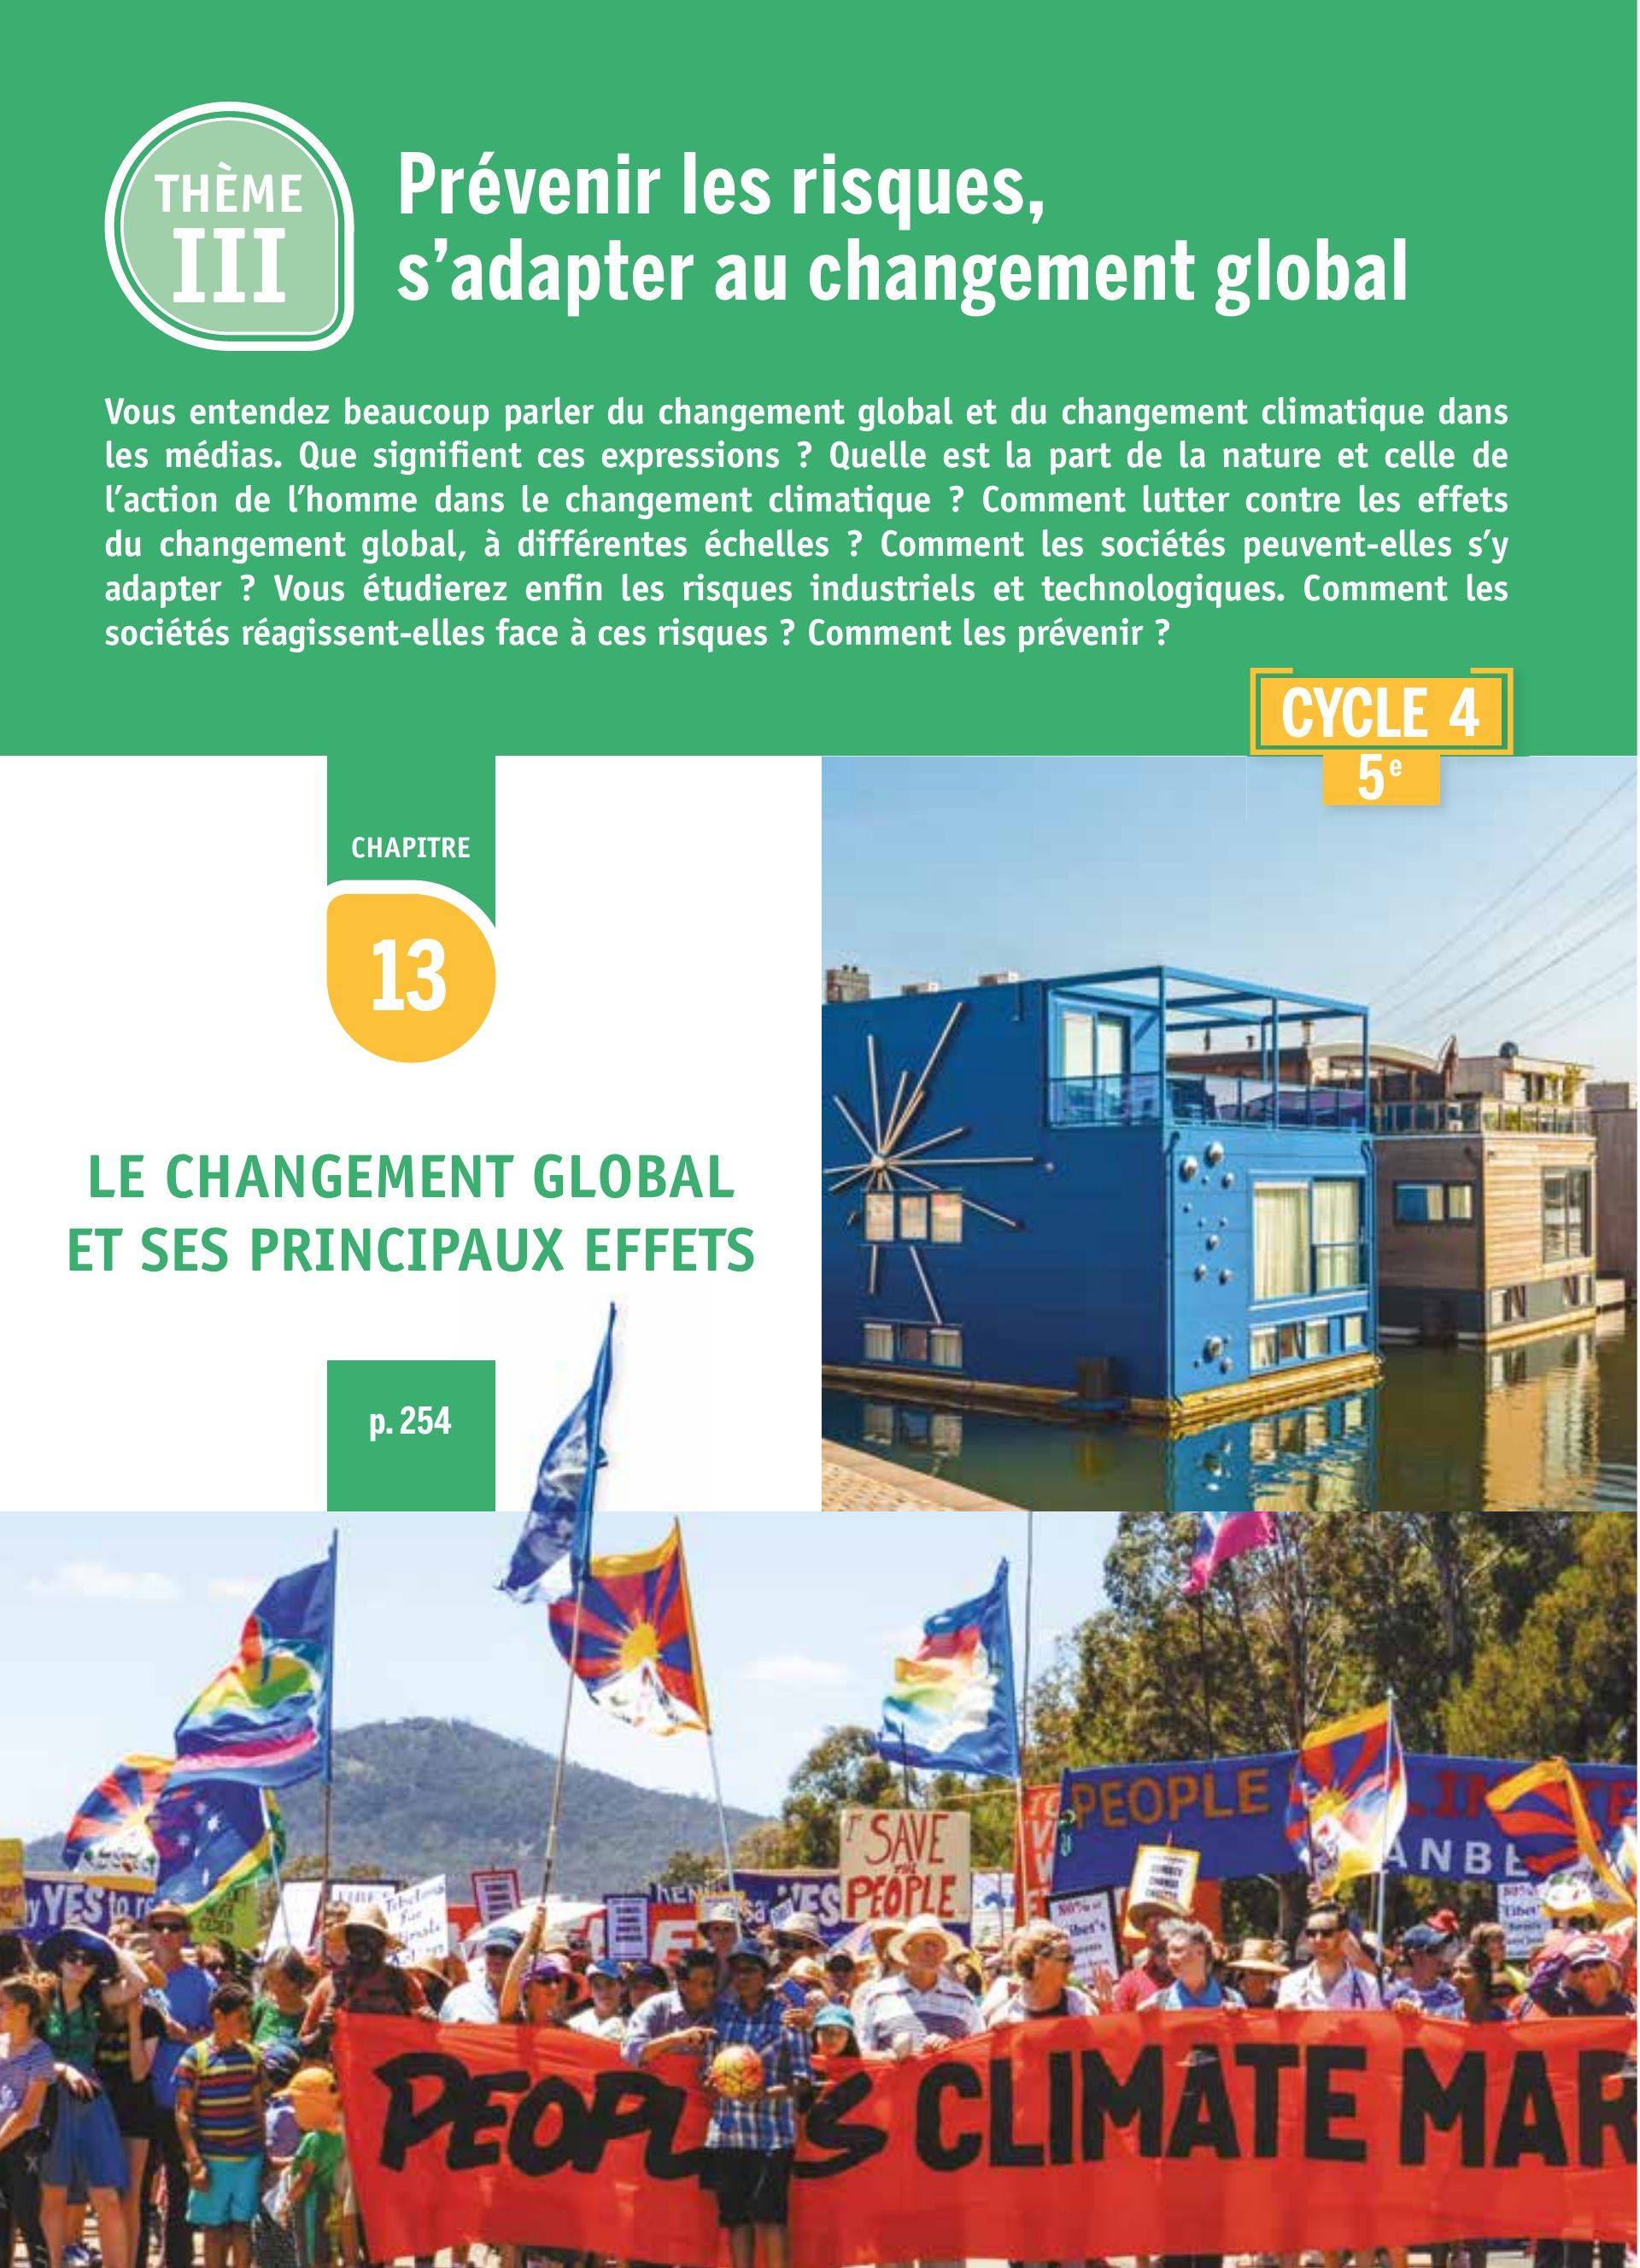 THÈME
III
Prévenir les risques,
s’adapter au changement global
Vous entendez beaucoup parler du changement global et du changement climatique dans
les médias. Que signifient ces expressions ? Quelle est la part de la nature et celle de
l’action de l’homme dans le changement climatique ? Comment lutter contre les effets
du changement global, à différentes échelles ? Comment les sociétés peuvent-elles s’y
adapter ? Vous étudierez enfin les risques industriels et technologiques. Comment les
sociétés réagissent-elles face à ces risques ? Comment les prévenir ?
CYCLE 4
5e
CHAPITRE
13
LE CHANGEMENT GLOBAL
ET SES PRINCIPAUX EFFETS
p. 254
PEOPLE
ANBE
I SAVE
THE
PEOPLE
YES to
YES
PEOPL S CLIMATE MAR